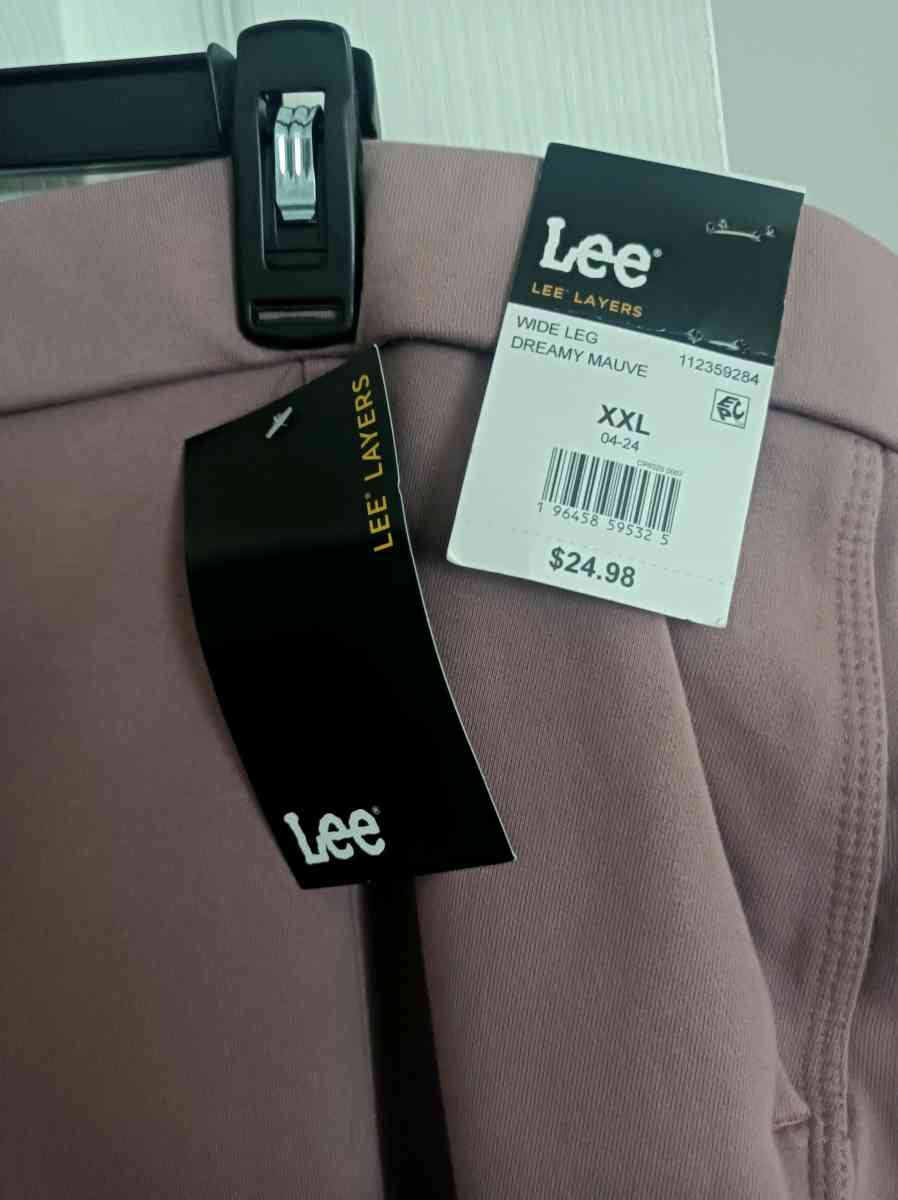 Lee®
LEE® LAYERS
WIDE LEG
DREAMY MAUVE
112359284
EPC
XXL
04-24
1 96458 59532 5
$24.98
LEE® LAYERS
Lee®